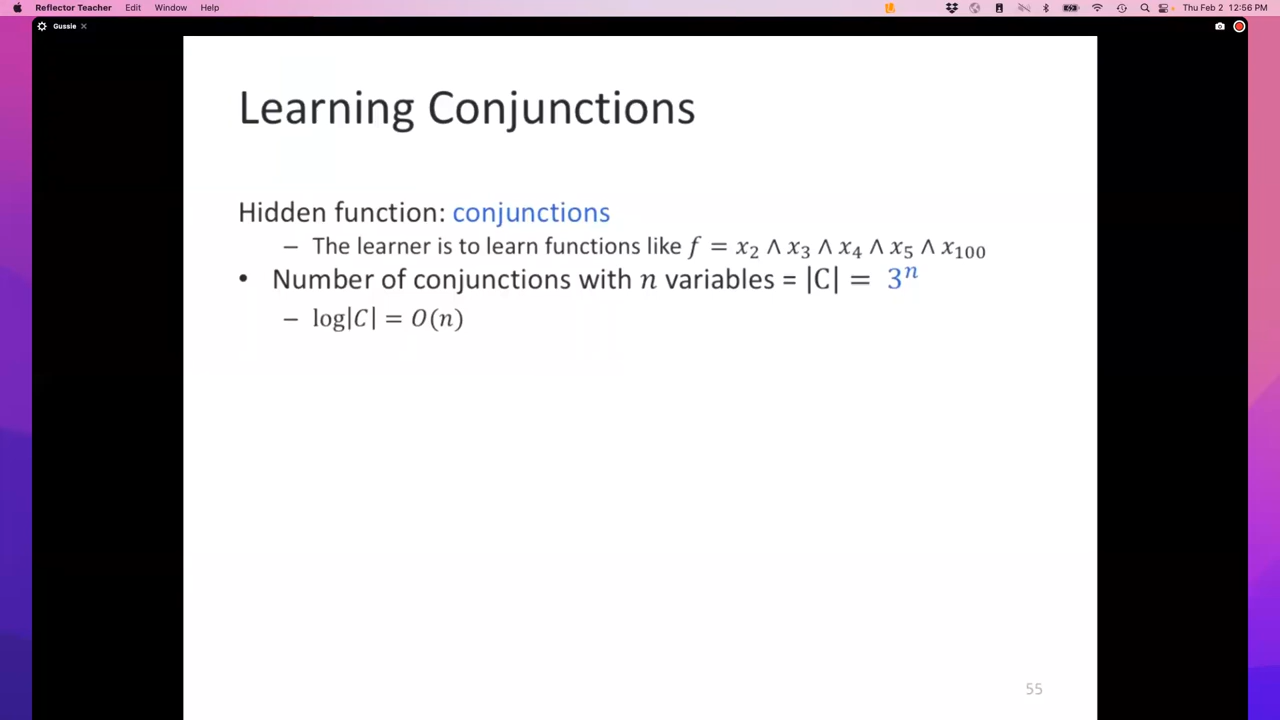 Reflector Teacher Edit Window Help
Thu Feb 2 12:56 PM
Gussie
Learning Conjunctions
Hidden function: conjunctions
– The learner is to learn functions like f = x₂ ∧ x₃ ∧ x₄ ∧ x₅ ∧ x₁₀₀
• Number of conjunctions with n variables = |C| = 3ⁿ
– log|C| = O(n)
55